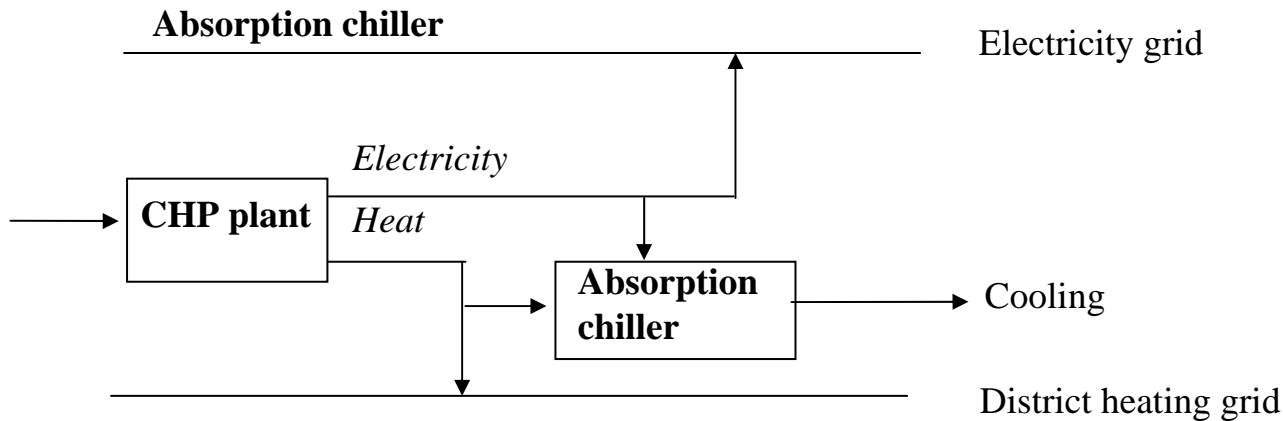 Absorption chiller
Electricity grid
Electricity
CHP plant
Heat
Absorption
chiller
Cooling
District heating grid